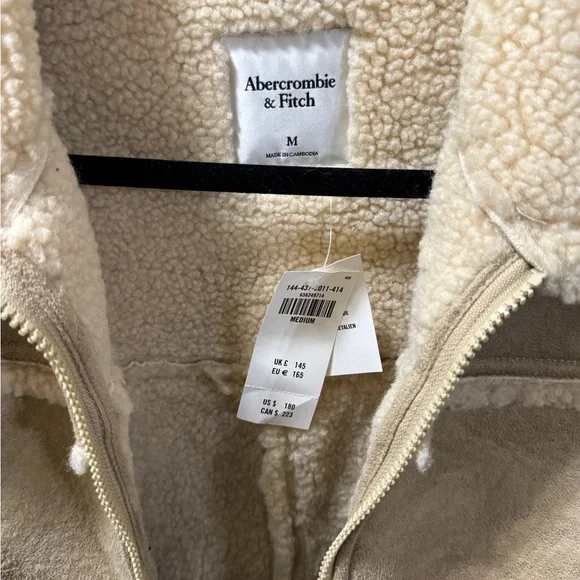 Abercrombie
& Fitch
M
MADE IN CAMBODIA
MEDIUM
UK £ 145
EU € 165
US $ 180
CAN $ 223